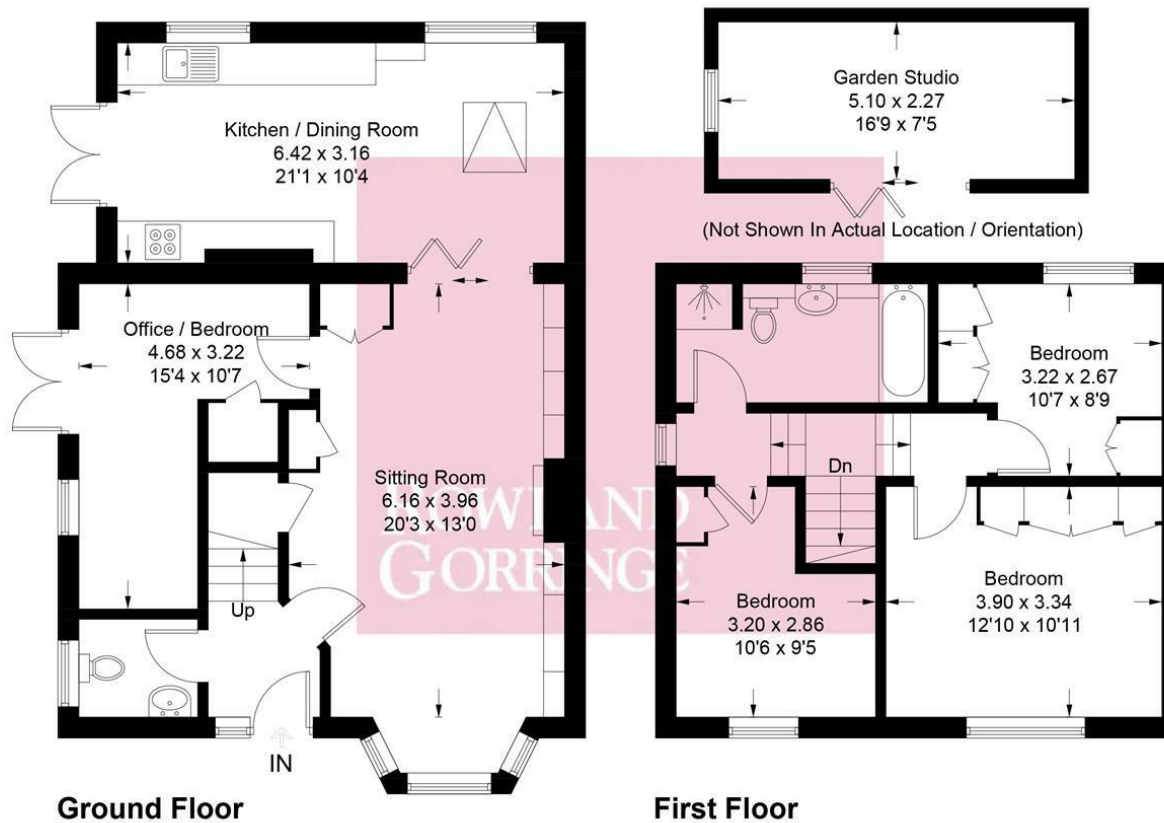 Kitchen / Dining Room
6.42 x 3.16
21'1 x 10'4
Garden Studio
5.10 x 2.27
16'9 x 7'5
(Not Shown In Actual Location / Orientation)
Office / Bedroom
4.68 x 3.22
15'4 x 10'7
Sitting Room
6.16 x 3.96
20'3 x 13'0
Up
IN
Bedroom
3.22 x 2.67
10'7 x 8'9
Dn
Bedroom
3.20 x 2.86
10'6 x 9'5
Bedroom
3.90 x 3.34
12'10 x 10'11
ROWLAND
GORRINGE
Ground Floor
First Floor